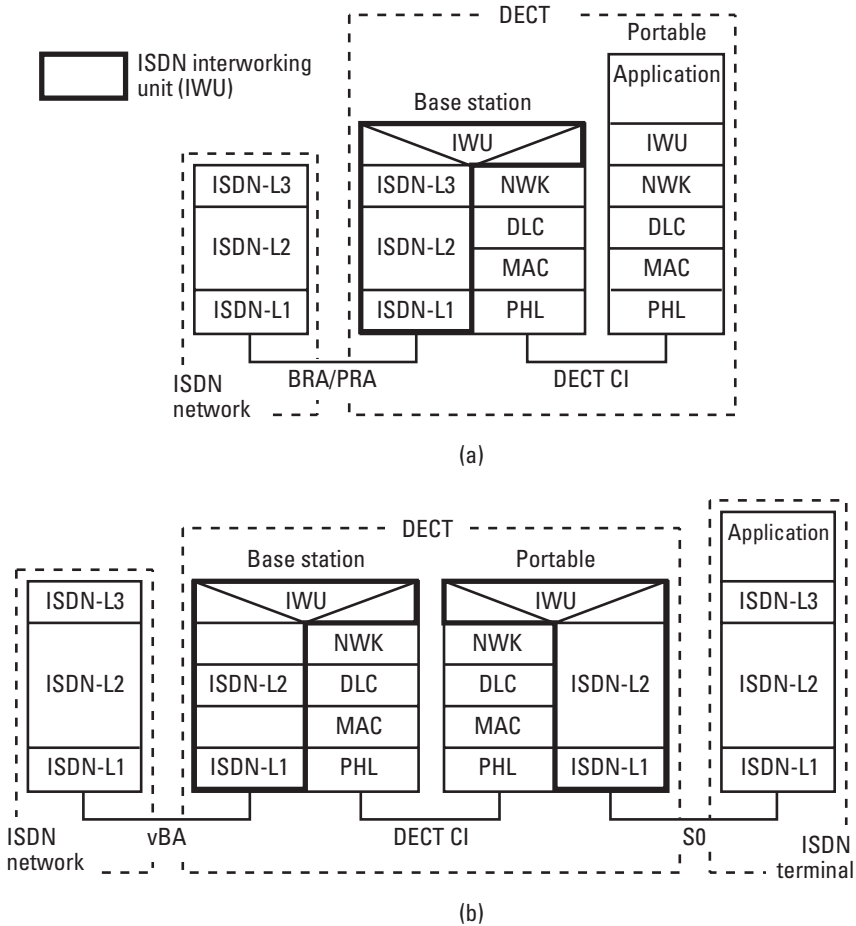 DECT
Portable
ISDN interworking
unit (IWU)
Application
Base station
IWU
IWU
ISDN-L3
ISDN-L3
NWK
NWK
ISDN-L2
ISDN-L2
DLC
DLC
MAC
MAC
ISDN-L1
ISDN-L1
PHL
PHL
BRA/PRA
DECT CI
ISDN
network
(a)
DECT
Base station
Portable
Application
ISDN-L3
IWU
IWU
ISDN-L3
NWK
NWK
ISDN-L2
ISDN-L2
DLC
DLC
ISDN-L2
ISDN-L2
MAC
MAC
ISDN-L1
ISDN-L1
PHL
PHL
ISDN-L1
ISDN-L1
ISDN
network
vBA
DECT CI
S0
ISDN
terminal
(b)